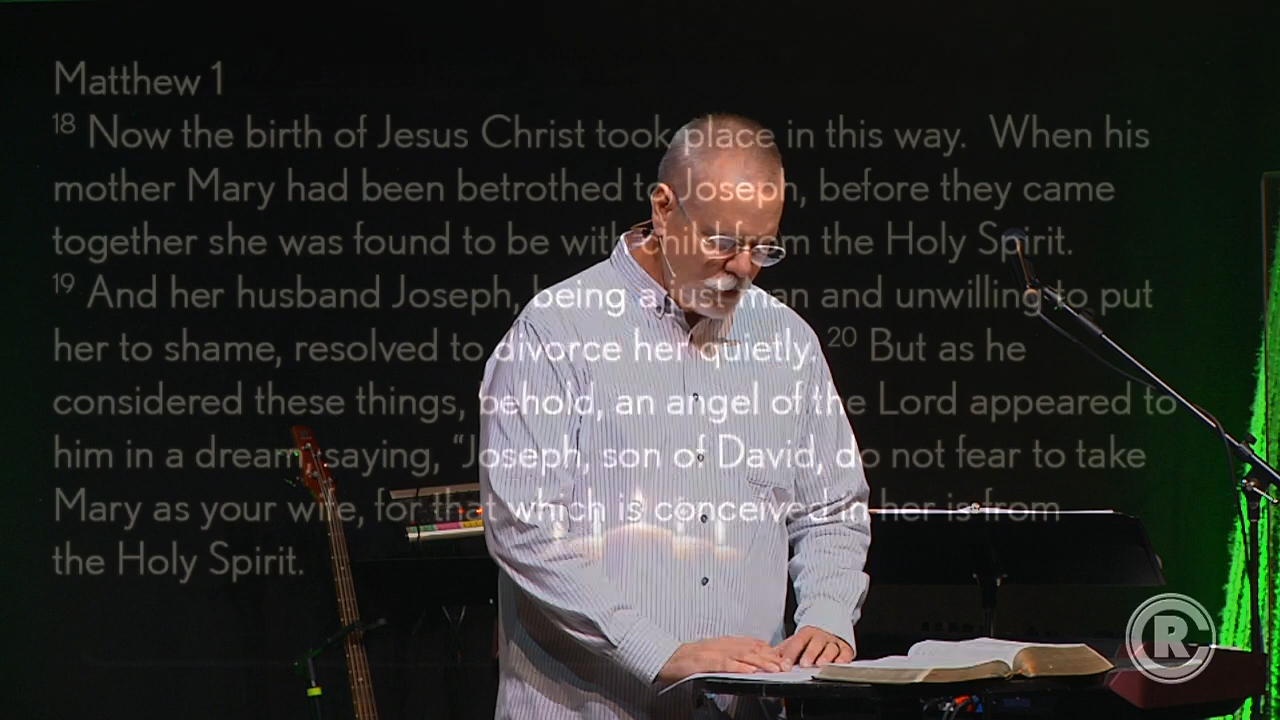 Matthew 1
18 Now the birth of Jesus Christ took place in this way. When his
mother Mary had been betrothed to Joseph, before they came
together she was found to be with child from the Holy Spirit.
19 And her husband Joseph, being a just man and unwilling to put
her to shame, resolved to divorce her quietly. 20 But as he
considered these things, behold, an angel of the Lord appeared to
him in a dream, saying, “Joseph, son of David, do not fear to take
Mary as your wife, for that which is conceived in her is from
the Holy Spirit.
RC